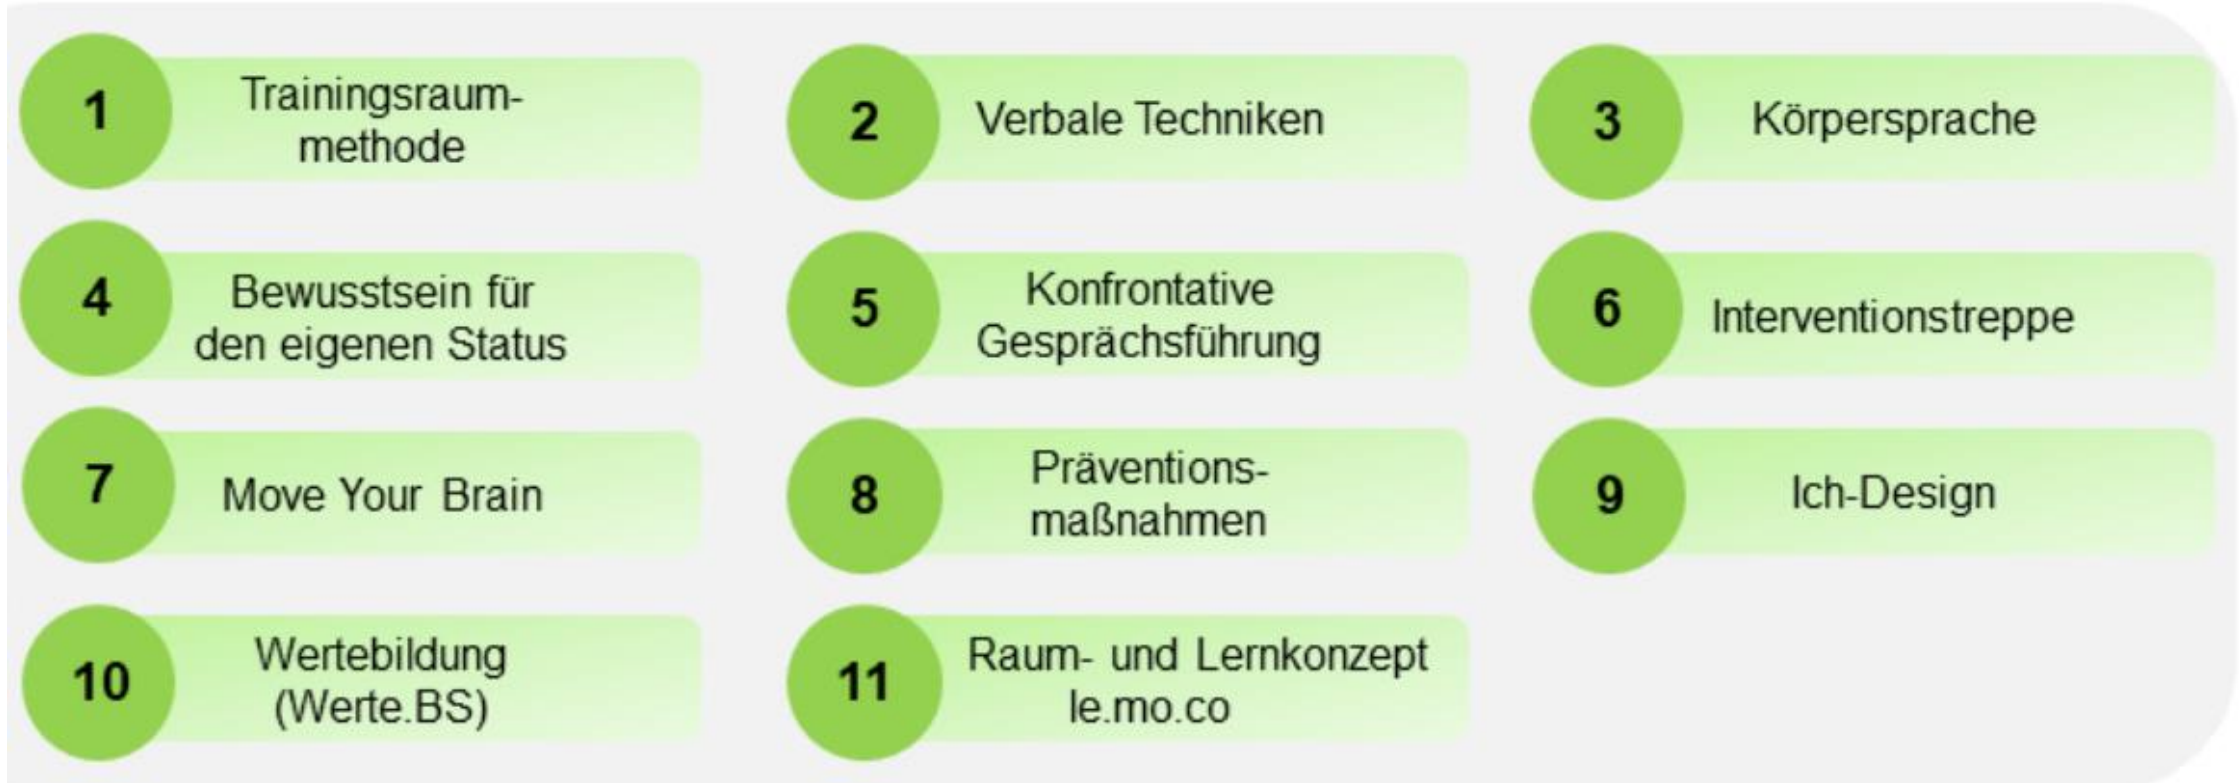 1
Trainingsraum-
methode
2
Verbale Techniken
3
Körpersprache
4
Bewusstsein für
den eigenen Status
5
Konfrontative
Gesprächsführung
6
Interventionstreppe
7
Move Your Brain
8
Präventions-
maßnahmen
9
Ich-Design
10
Wertebildung
(Werte.BS)
11
Raum- und Lernkonzept
le.mo.co